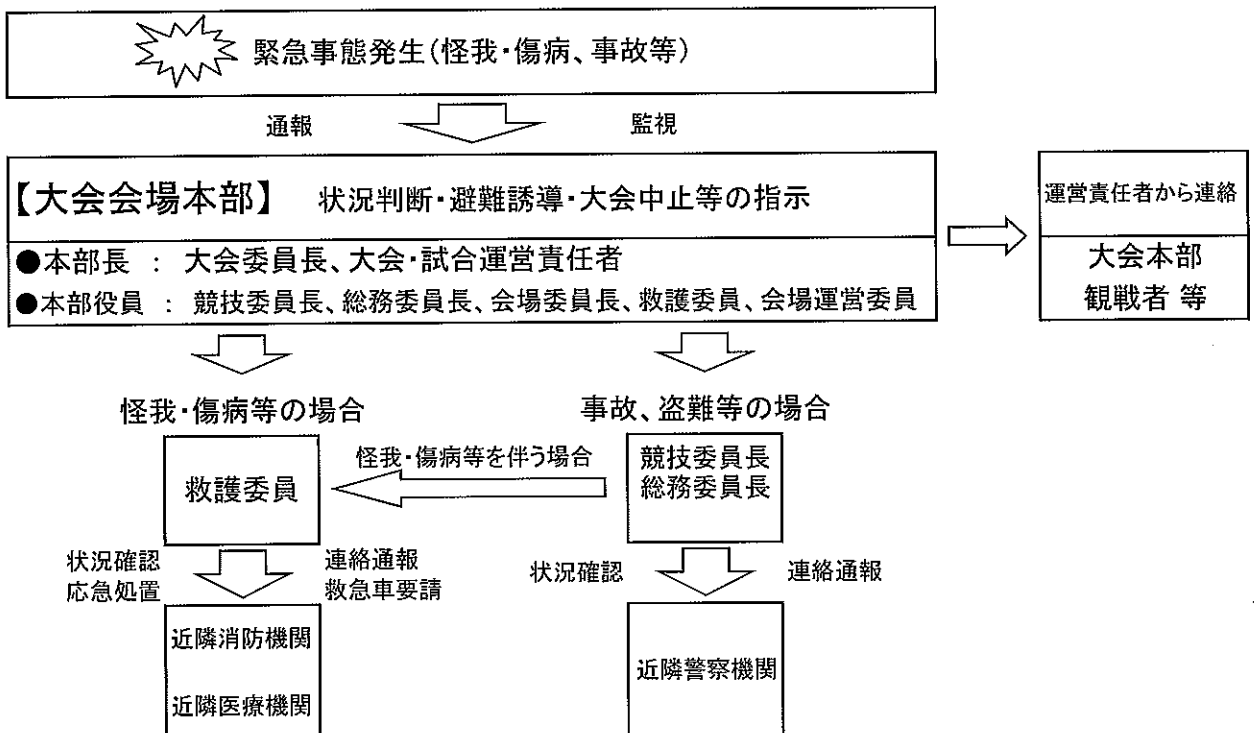 緊急事態発生(怪我・傷病、事故等)
通報
監視
【大会会場本部】 状況判断・避難誘導・大会中止等の指示
●本部長 : 大会委員長、大会・試合運営責任者
●本部役員 : 競技委員長、総務委員長、会場委員長、救護委員、会場運営委員
運営責任者から連絡
大会本部
観戦者 等
怪我・傷病等の場合
事故、盗難等の場合
救護委員
怪我・傷病等を伴う場合
競技委員長
総務委員長
状況確認
応急処置
連絡通報
救急車要請
状況確認
連絡通報
近隣消防機関
近隣医療機関
近隣警察機関